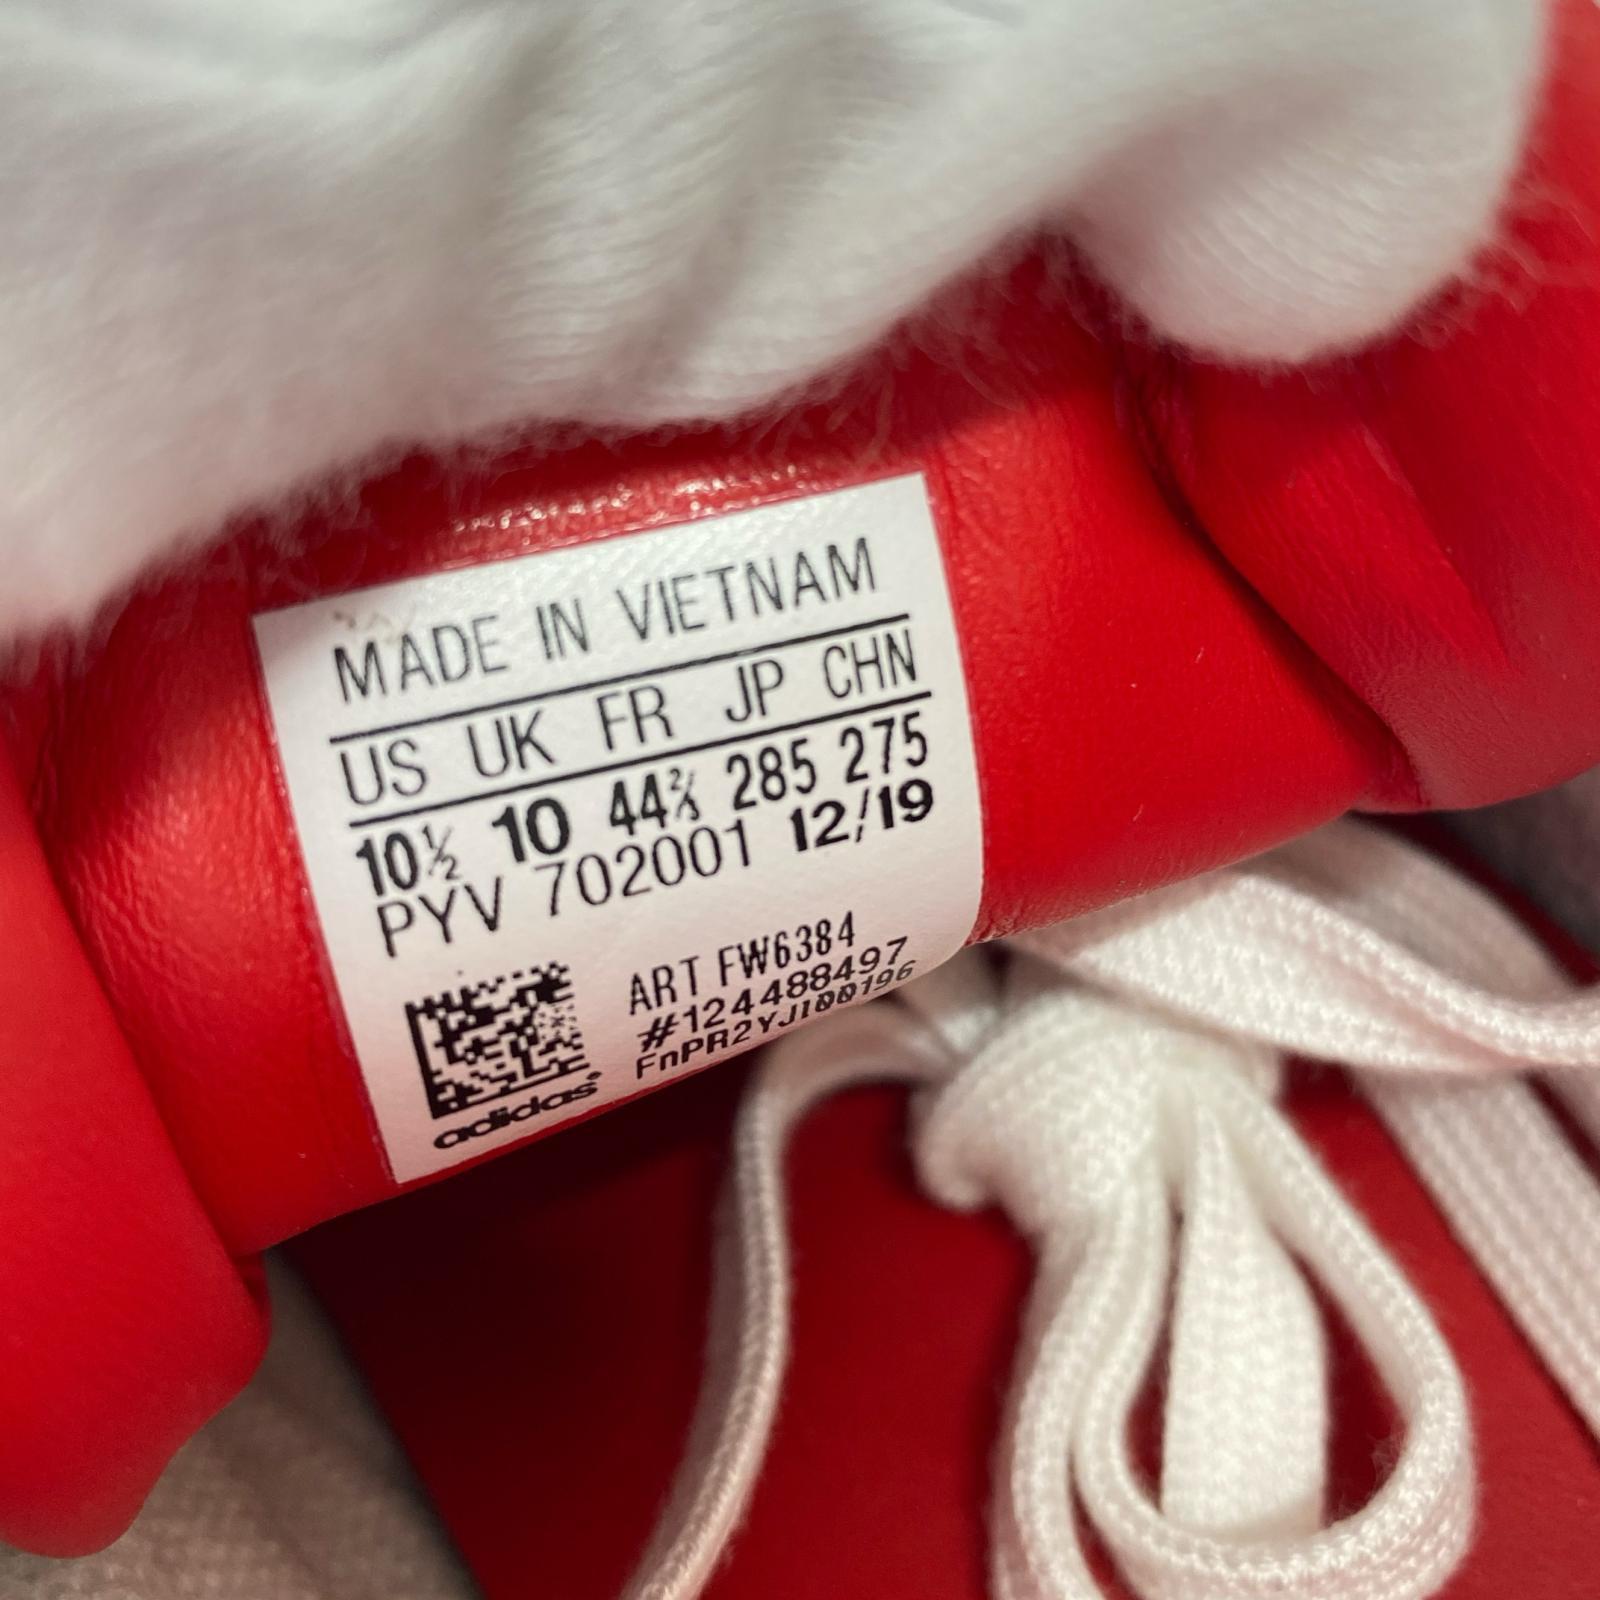 MADE IN VIETNAM
US UK FR JP CHN
10½ 10 44⅔ 285 275
PYV 702001 12/19
ART FW6384
#124488497
FnPR2YJI00196
adidas